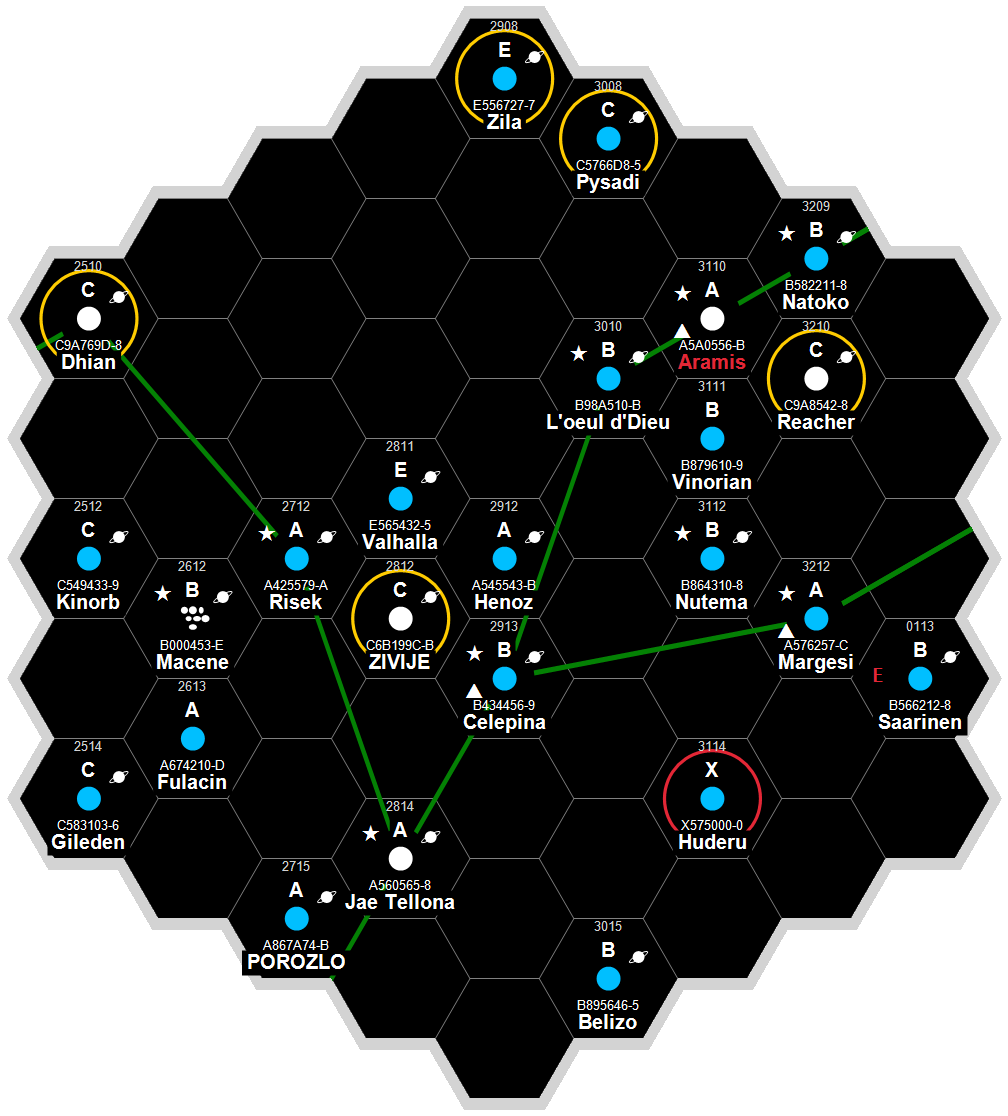 2908
E
E556727-7
Zila
3008
C
C5766D8-5
Pysadi
3209
B
B582211-8
Natoko
2510
C
C9A769D-8
Dhian
3110
A
A5A0556-B
Aramis
3010
B
B98A510-B
L'oeul d'Dieu
3210
C
C9A8542-8
Reacher
3111
B
B879610-9
Vinorian
2811
E
E565432-5
Valhalla
2512
C
C549433-9
Kinorb
2712
A
A425579-A
Risek
2912
A
A545543-B
Henoz
3112
B
B864310-8
Nutema
2612
B
B000453-E
Macene
2812
C
C6B199C-B
ZIVIJE
3212
A
A576257-C
Margesi
2913
B
B434456-9
Celepina
0113
B
E
B566212-8
Saarinen
2613
A
A674210-D
Fulacin
2514
C
C583103-6
Gileden
3114
X
X575000-0
Huderu
2814
A
A560565-8
Jae Tellona
2715
A
A867A74-B
POROZLO
3015
B
B895646-5
Belizo